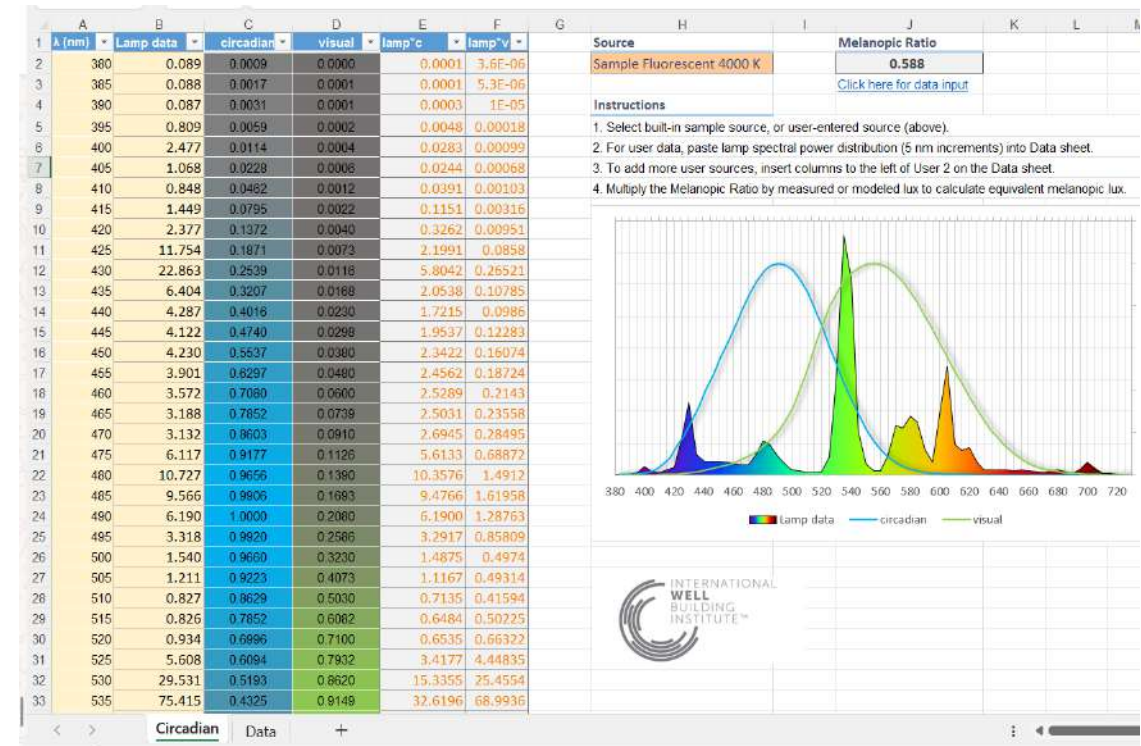 A B C D E F G H I J K L M
1 λ (nm) Lamp data circadian visual lamp*c lamp*v Source Melanopic Ratio
2 380 0.089 0.0009 0.0000 0.0001 3.6E-06 Sample Fluorescent 4000 K 0.588
3 385 0.088 0.0017 0.0001 0.0001 5.3E-06 Click here for data input
4 390 0.087 0.0031 0.0001 0.0003 1E-05 Instructions
5 395 0.809 0.0059 0.0002 0.0048 0.00018 1. Select built-in sample source, or user-entered source (above).
6 400 2.477 0.0114 0.0004 0.0283 0.00099 2. For user data, paste lamp spectral power distribution (5 nm increments) into Data sheet.
7 405 1.068 0.0228 0.0006 0.0244 0.00068 3. To add more user sources, insert columns to the left of User 2 on the Data sheet.
8 410 0.848 0.0462 0.0012 0.0391 0.00103 4. Multiply the Melanopic Ratio by measured or modeled lux to calculate equivalent melanopic lux.
9 415 1.449 0.0795 0.0022 0.1151 0.00316
10 420 2.377 0.1372 0.0040 0.3262 0.00951
11 425 11.754 0.1871 0.0073 2.1991 0.0858
12 430 22.863 0.2539 0.0116 5.8042 0.26521
13 435 6.404 0.3207 0.0168 2.0538 0.10785
14 440 4.287 0.4016 0.0230 1.7215 0.0986
15 445 4.122 0.4740 0.0298 1.9537 0.12283
16 450 4.230 0.5537 0.0380 2.3422 0.16074
17 455 3.901 0.6297 0.0480 2.4562 0.18724
18 460 3.572 0.7080 0.0600 2.5289 0.2143
19 465 3.188 0.7852 0.0739 2.5031 0.23558
20 470 3.132 0.8603 0.0910 2.6945 0.28495
21 475 6.117 0.9177 0.1126 5.6133 0.68872
22 480 10.727 0.9656 0.1390 10.3576 1.4912
23 485 9.566 0.9906 0.1693 9.4766 1.61958
24 490 6.190 1.0000 0.2080 6.1900 1.28763
25 495 3.318 0.9920 0.2586 3.2917 0.85809
26 500 1.540 0.9660 0.3230 1.4875 0.4974
27 505 1.211 0.9223 0.4073 1.1167 0.49314
28 510 0.827 0.8629 0.5030 0.7135 0.41594
29 515 0.826 0.7852 0.6082 0.6484 0.50225
30 520 0.934 0.6996 0.7100 0.6535 0.66322
31 525 5.608 0.6094 0.7932 3.4177 4.44835
32 530 29.531 0.5193 0.8620 15.3355 25.4554
33 535 75.415 0.4325 0.9149 32.6196 68.9936
380 400 420 440 460 480 500 520 540 560 580 600 620 640 660 680 700 720
Lamp data circadian visual
INTERNATIONAL
WELL
BUILDING
INSTITUTE™
Circadian Data +